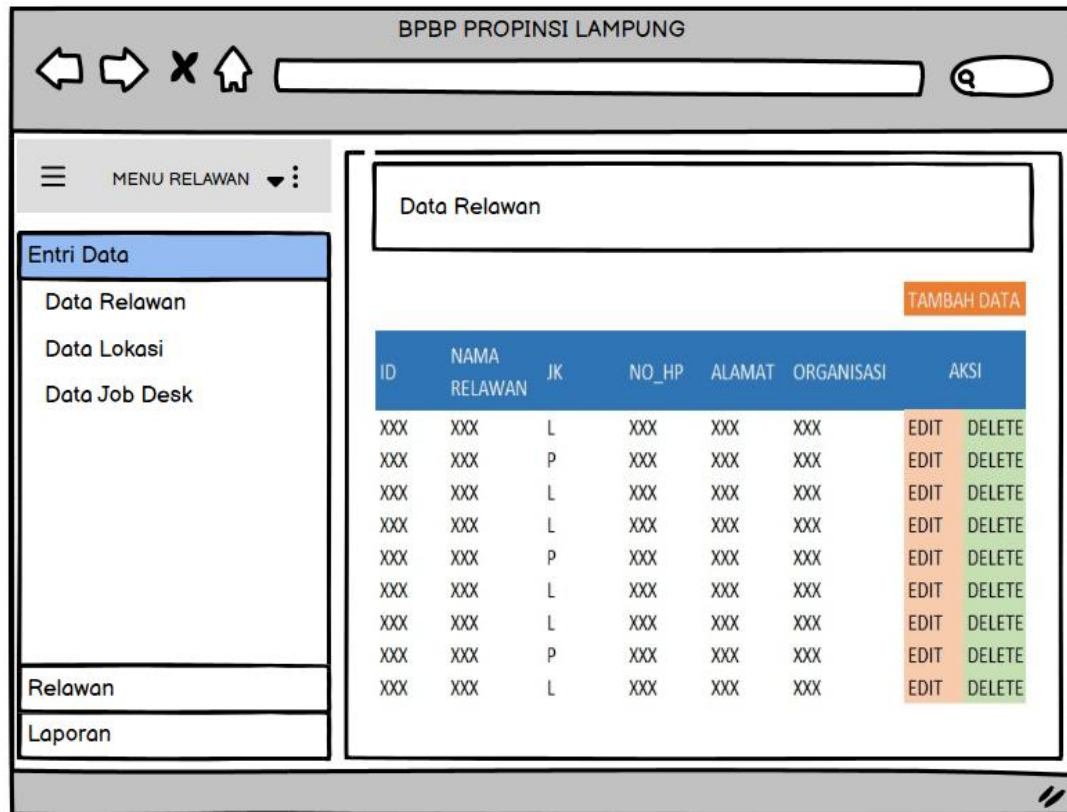 BPBP PROPINSI LAMPUNG
MENU RELAWAN
Entri Data
Data Relawan
Data Lokasi
Data Job Desk
Relawan
Laporan
Data Relawan
TAMBAH DATA
ID NAMA RELAWAN JK NO_HP ALAMAT ORGANISASI AKSI
XXX XXX L XXX XXX XXX EDIT DELETE
XXX XXX P XXX XXX XXX EDIT DELETE
XXX XXX L XXX XXX XXX EDIT DELETE
XXX XXX L XXX XXX XXX EDIT DELETE
XXX XXX P XXX XXX XXX EDIT DELETE
XXX XXX L XXX XXX XXX EDIT DELETE
XXX XXX L XXX XXX XXX EDIT DELETE
XXX XXX P XXX XXX XXX EDIT DELETE
XXX XXX L XXX XXX XXX EDIT DELETE